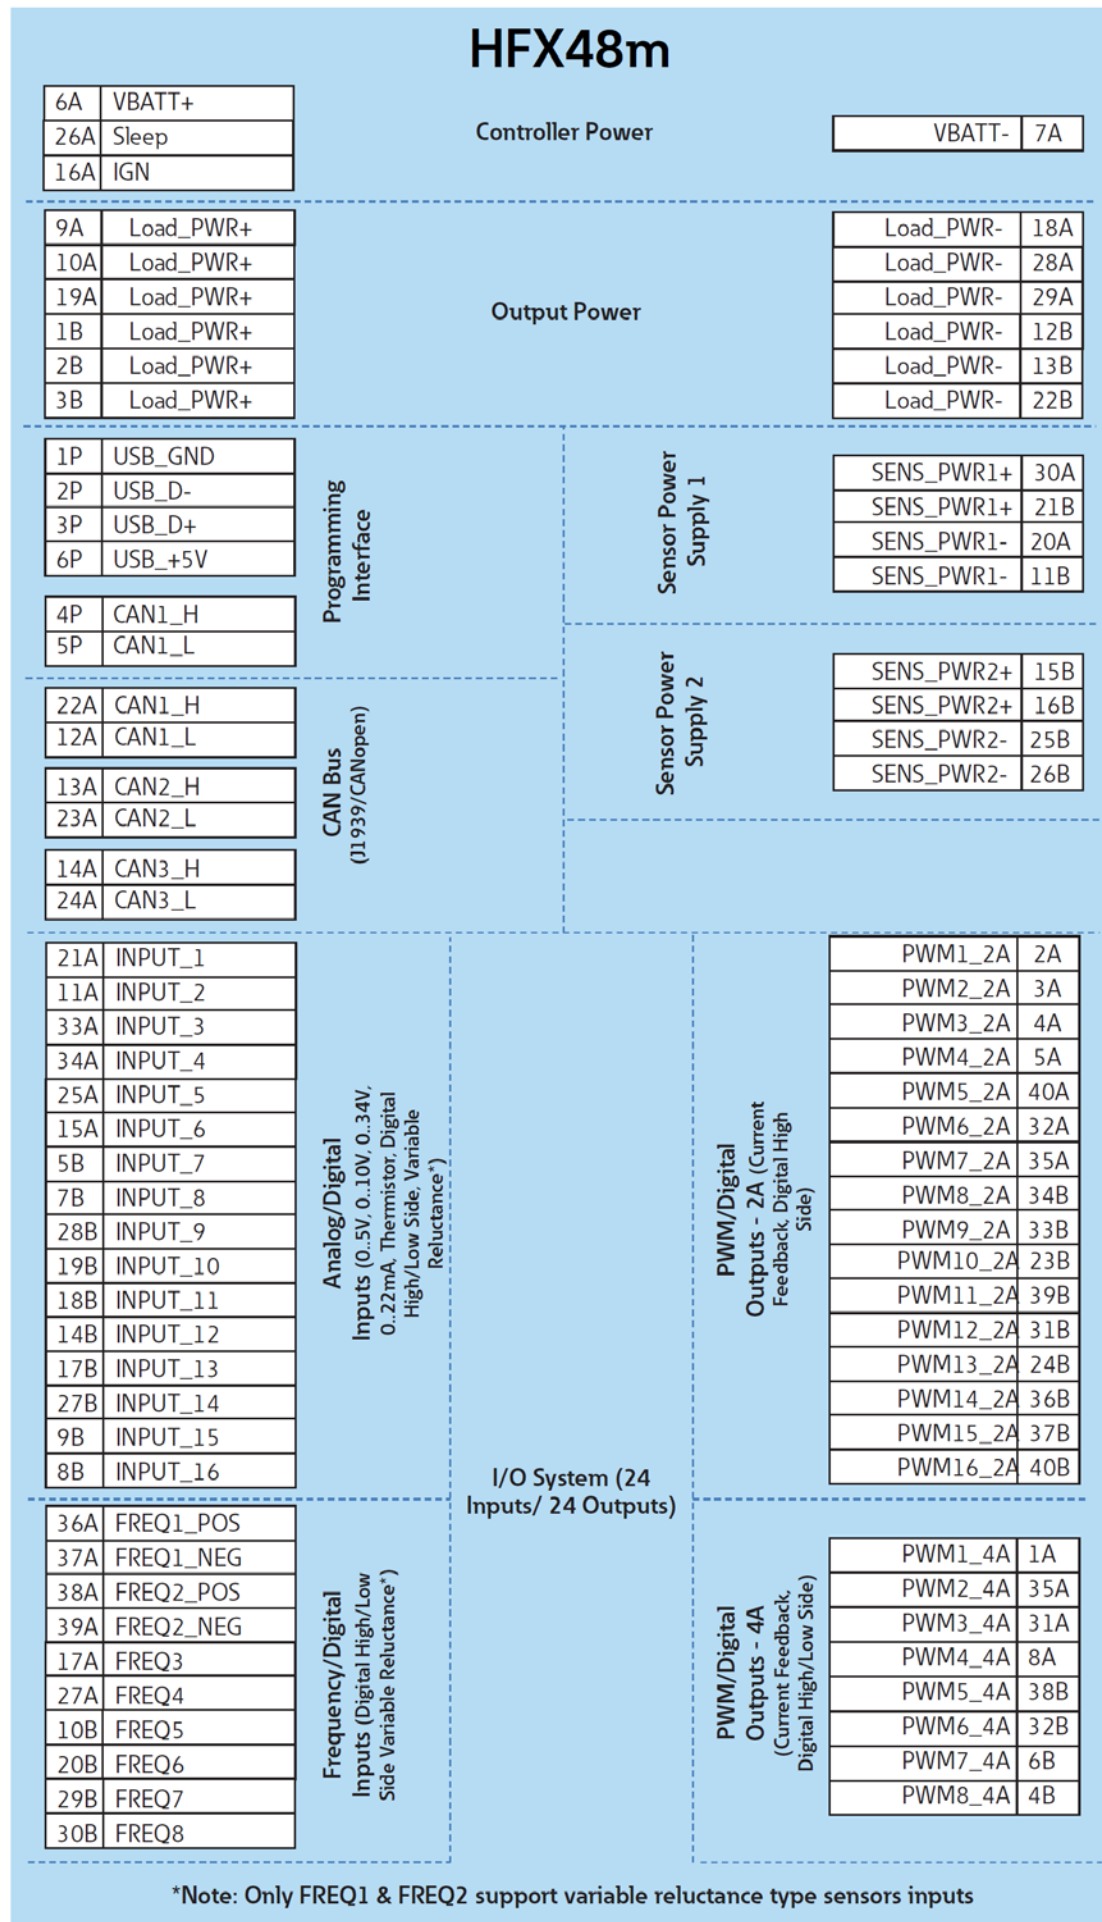 HFX48m
6A VBATT+
26A Sleep
16A IGN
Controller Power
VBATT- 7A
9A Load_PWR+
10A Load_PWR+
19A Load_PWR+
1B Load_PWR+
2B Load_PWR+
3B Load_PWR+
Output Power
Load_PWR- 18A
Load_PWR- 28A
Load_PWR- 29A
Load_PWR- 12B
Load_PWR- 13B
Load_PWR- 22B
1P USB_GND
2P USB_D-
3P USB_D+
6P USB_+5V
4P CAN1_H
5P CAN1_L
Programming
Interface
Sensor Power
Supply 1
SENS_PWR1+ 30A
SENS_PWR1+ 21B
SENS_PWR1- 20A
SENS_PWR1- 11B
Sensor Power
Supply 2
SENS_PWR2+ 15B
SENS_PWR2+ 16B
SENS_PWR2- 25B
SENS_PWR2- 26B
22A CAN1_H
12A CAN1_L
13A CAN2_H
23A CAN2_L
14A CAN3_H
24A CAN3_L
CAN Bus
(J1939/CANopen)
21A INPUT_1
11A INPUT_2
33A INPUT_3
34A INPUT_4
25A INPUT_5
15A INPUT_6
5B INPUT_7
7B INPUT_8
28B INPUT_9
19B INPUT_10
18B INPUT_11
14B INPUT_12
17B INPUT_13
27B INPUT_14
9B INPUT_15
8B INPUT_16
Analog/Digital
Inputs (0..5V, 0..10V, 0..34V,
0..22mA, Thermistor, Digital
High/Low Side, Variable
Reluctance*)
PWM/Digital
Outputs - 2A (Current
Feedback, Digital High
Side)
PWM1_2A 2A
PWM2_2A 3A
PWM3_2A 4A
PWM4_2A 5A
PWM5_2A 40A
PWM6_2A 32A
PWM7_2A 35A
PWM8_2A 34B
PWM9_2A 33B
PWM10_2A 23B
PWM11_2A 39B
PWM12_2A 31B
PWM13_2A 24B
PWM14_2A 36B
PWM15_2A 37B
PWM16_2A 40B
I/O System (24
Inputs/ 24 Outputs)
36A FREQ1_POS
37A FREQ1_NEG
38A FREQ2_POS
39A FREQ2_NEG
17A FREQ3
27A FREQ4
10B FREQ5
20B FREQ6
29B FREQ7
30B FREQ8
Frequency/Digital
Inputs (Digital High/Low
Side Variable Reluctance*)
PWM/Digital
Outputs - 4A
(Current Feedback,
Digital High/Low Side)
PWM1_4A 1A
PWM2_4A 35A
PWM3_4A 31A
PWM4_4A 8A
PWM5_4A 38B
PWM6_4A 32B
PWM7_4A 6B
PWM8_4A 4B
*Note: Only FREQ1 & FREQ2 support variable reluctance type sensors inputs